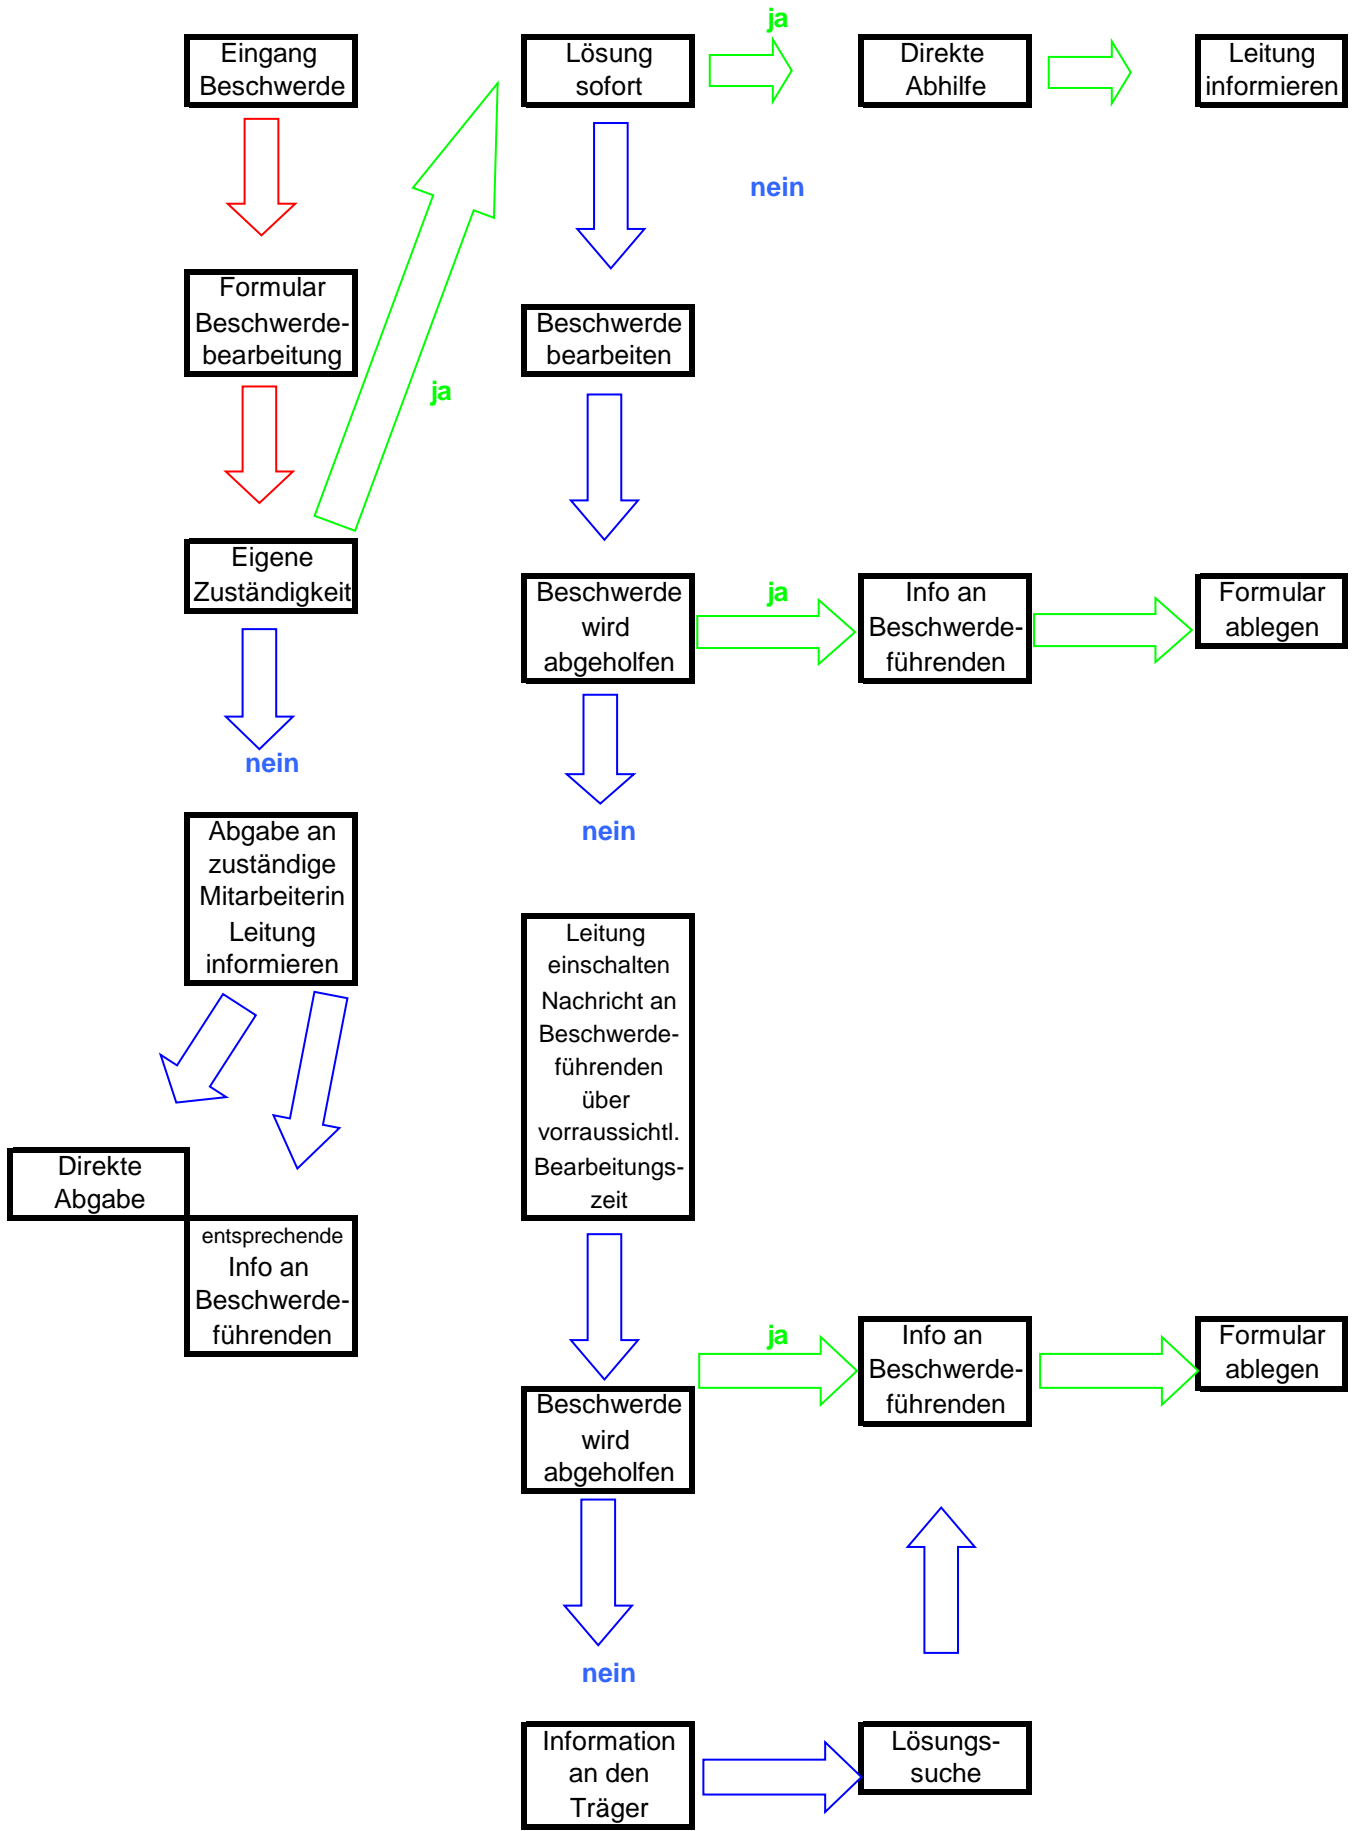 Eingang
Beschwerde
Formular
Beschwerde-
bearbeitung
Eigene
Zuständigkeit
nein
Abgabe an
zuständige
Mitarbeiterin
Leitung
informieren
Direkte
Abgabe
entsprechende
Info an
Beschwerde-
führenden
ja
Lösung
sofort
ja
Direkte
Abhilfe
Leitung
informieren
nein
Beschwerde
bearbeiten
Beschwerde
wird
abgeholfen
ja
Info an
Beschwerde-
führenden
Formular
ablegen
nein
Leitung
einschalten
Nachricht an
Beschwerde-
führenden
über
vorraussichtl.
Bearbeitungs-
zeit
Beschwerde
wird
abgeholfen
ja
Info an
Beschwerde-
führenden
Formular
ablegen
nein
Information
an den
Träger
Lösungs-
suche